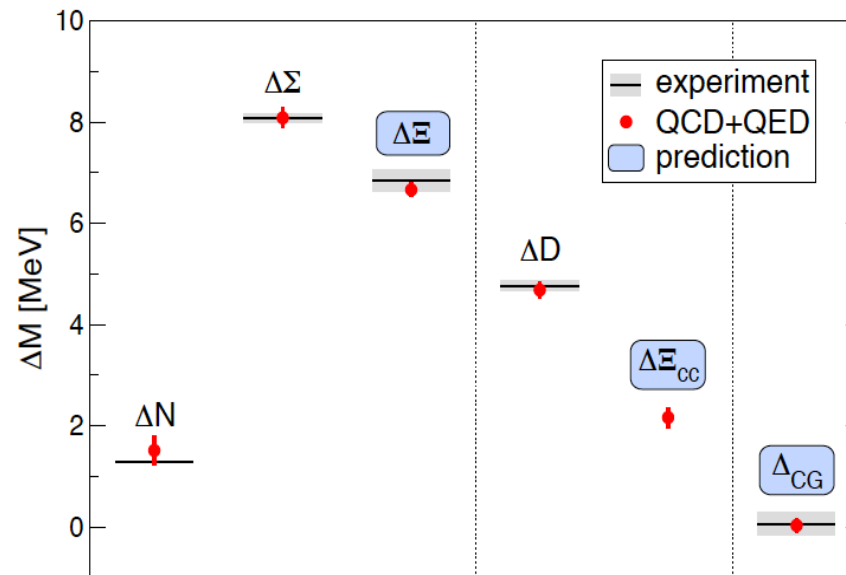 10
8
6
4
2
0
ΔM [MeV]
ΔN
ΔΣ
ΔΞ
ΔD
ΔΞCC
ΔCG
experiment
QCD+QED
prediction